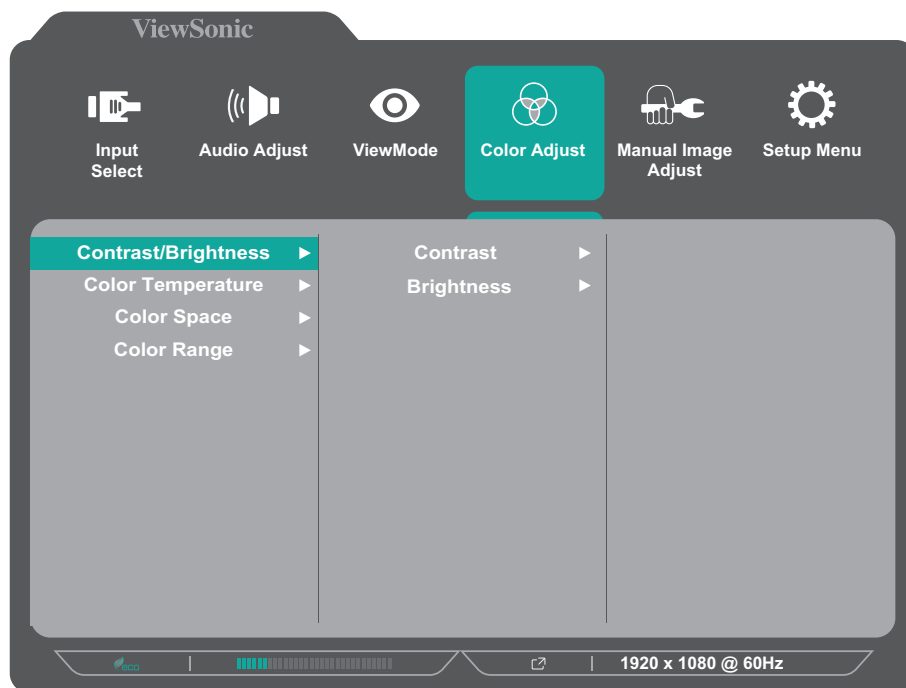 ViewSonic
Input
Select
Audio Adjust
ViewMode
Color Adjust
Manual Image
Adjust
Setup Menu
Contrast/Brightness
Color Temperature
Color Space
Color Range
Contrast
Brightness
eco
1920 x 1080 @ 60Hz